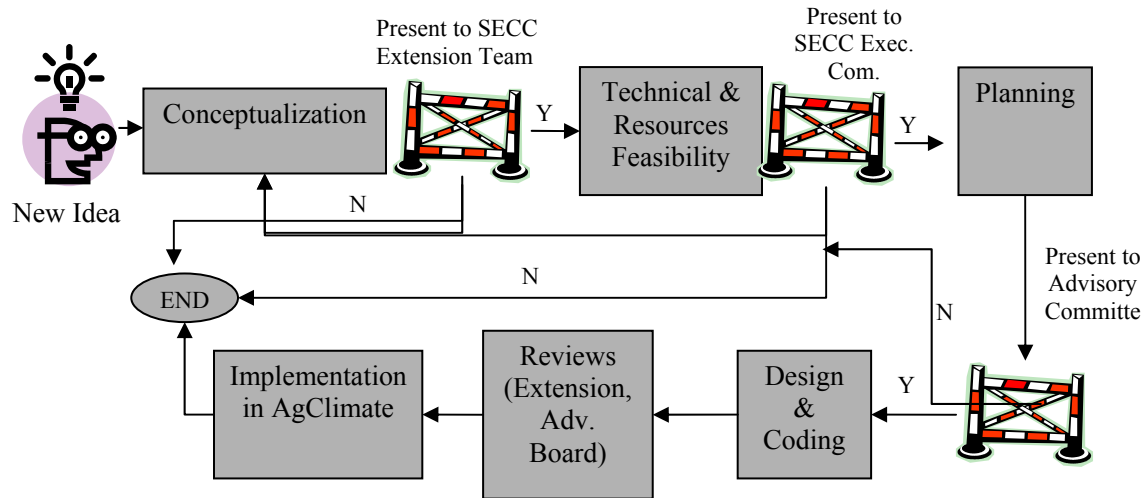 New Idea
Conceptualization
Present to SECC
Extension Team
Y
N
Technical &
Resources
Feasibility
Present to
SECC Exec.
Com.
Y
N
Planning
Present to
Advisory
Committe
N
Y
Design
&
Coding
Reviews
(Extension,
Adv.
Board)
Implementation
in AgClimate
END